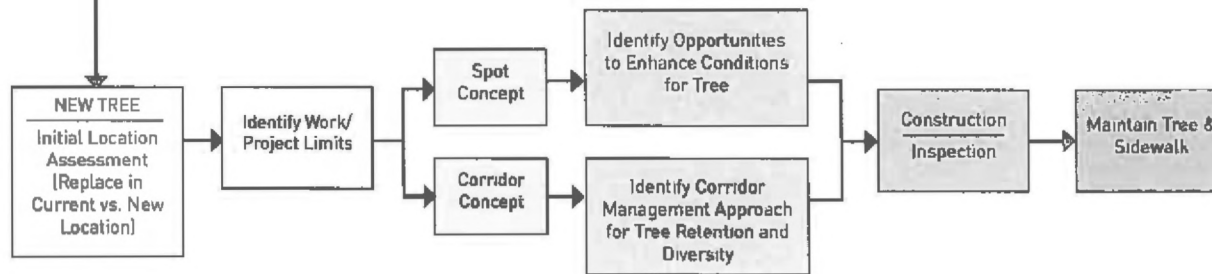 NEW TREE
Initial Location
Assessment
(Replace in
Current vs. New
Location)
Identify Work/
Project Limits
Spot
Concept
Corridor
Concept
Identify Opportunities
to Enhance Conditions
for Tree
Identify Corridor
Management Approach
for Tree Retention and
Diversity
Construction
Inspection
Maintain Tree &
Sidewalk